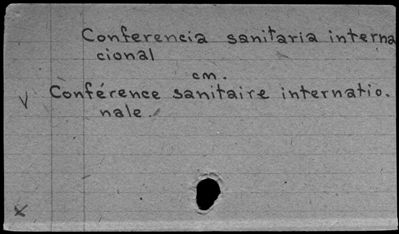 Conferencia sanitaria interna
cional
cm.
V Conférence sanitaire internatio.
nale.
x